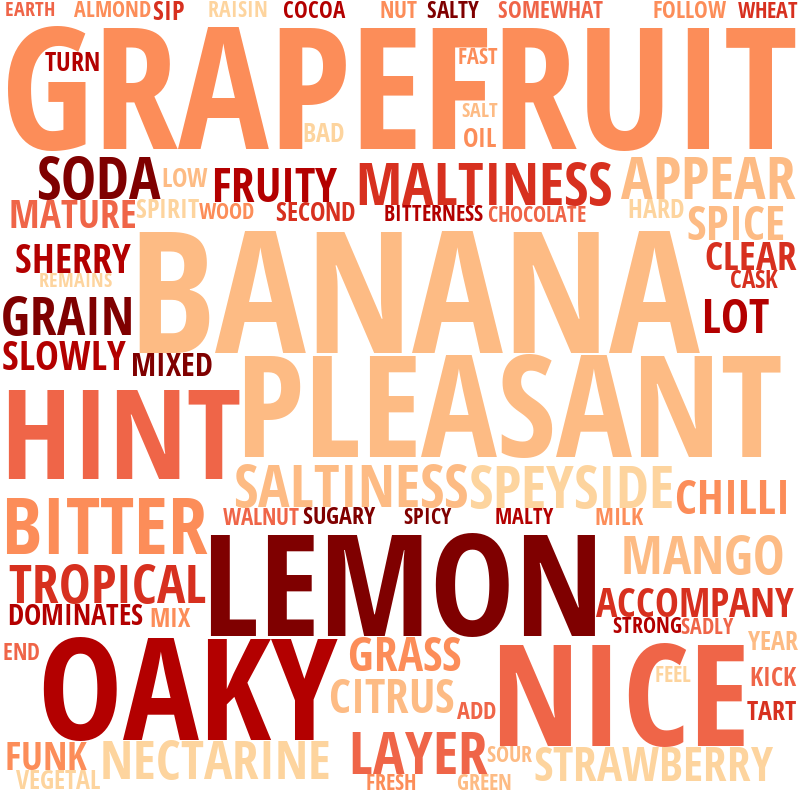 EARTH ALMOND SIP RAISIN COCOA NUT SALTY SOMEWHAT FOLLOW WHEAT
GRAPEFRUIT
TURN FAST
SALT
BAD OIL
SODA LOW FRUITY MALTINESS APPEAR
MATURE SPIRIT WOOD SECOND BITTERNESS CHOCOLATE HARD SPICE
SHERRY BANANA CLEAR
REMAINS CASK
GRAIN LOT
SLOWLY MIXED
PLEASANT
HINT
SALTINESS SPEYSIDE CHILLI
BITTER WALNUT SUGARY SPICY MALTY MILK
LEMON MANGO
TROPICAL ACCOMPANY
DOMINATES MIX STRONG SADLY
END OAKY GRASS NICE YEAR
FEEL KICK
CITRUS ADD TART
FUNK NECTARINE LAYER SOUR STRAWBERRY
VEGETAL FRESH GREEN